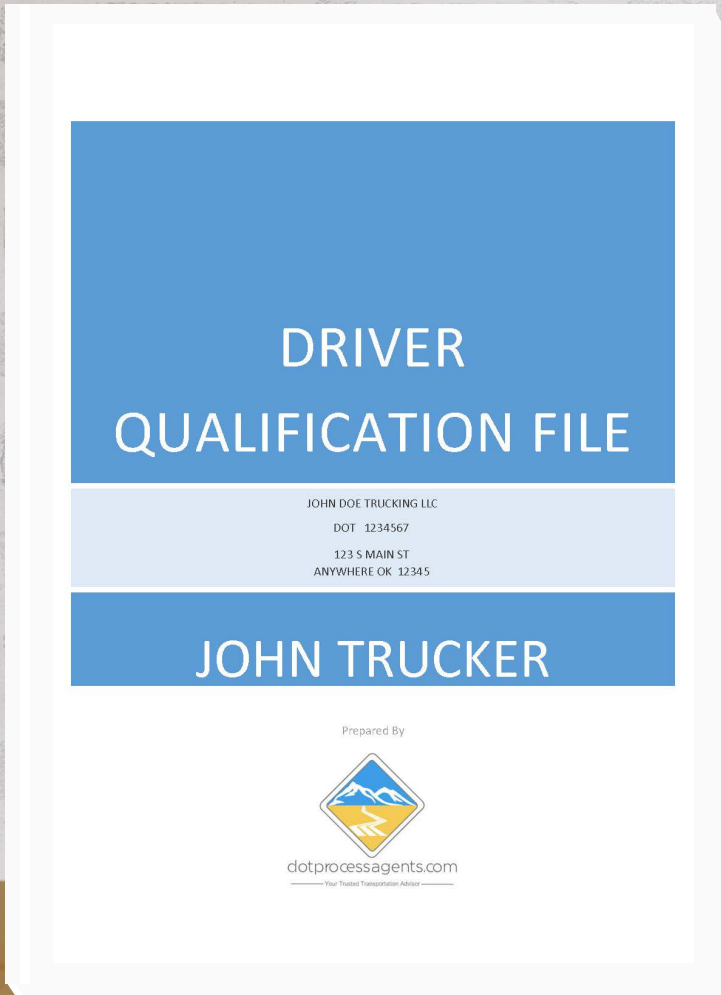 DRIVER
QUALIFICATION FILE
JOHN DOE TRUCKING LLC
DOT 1234567
123 S MAIN ST
ANYWHERE OK 12345
JOHN TRUCKER
Prepared By
dotprocessagents.com
Your Trusted Transportation Advisor